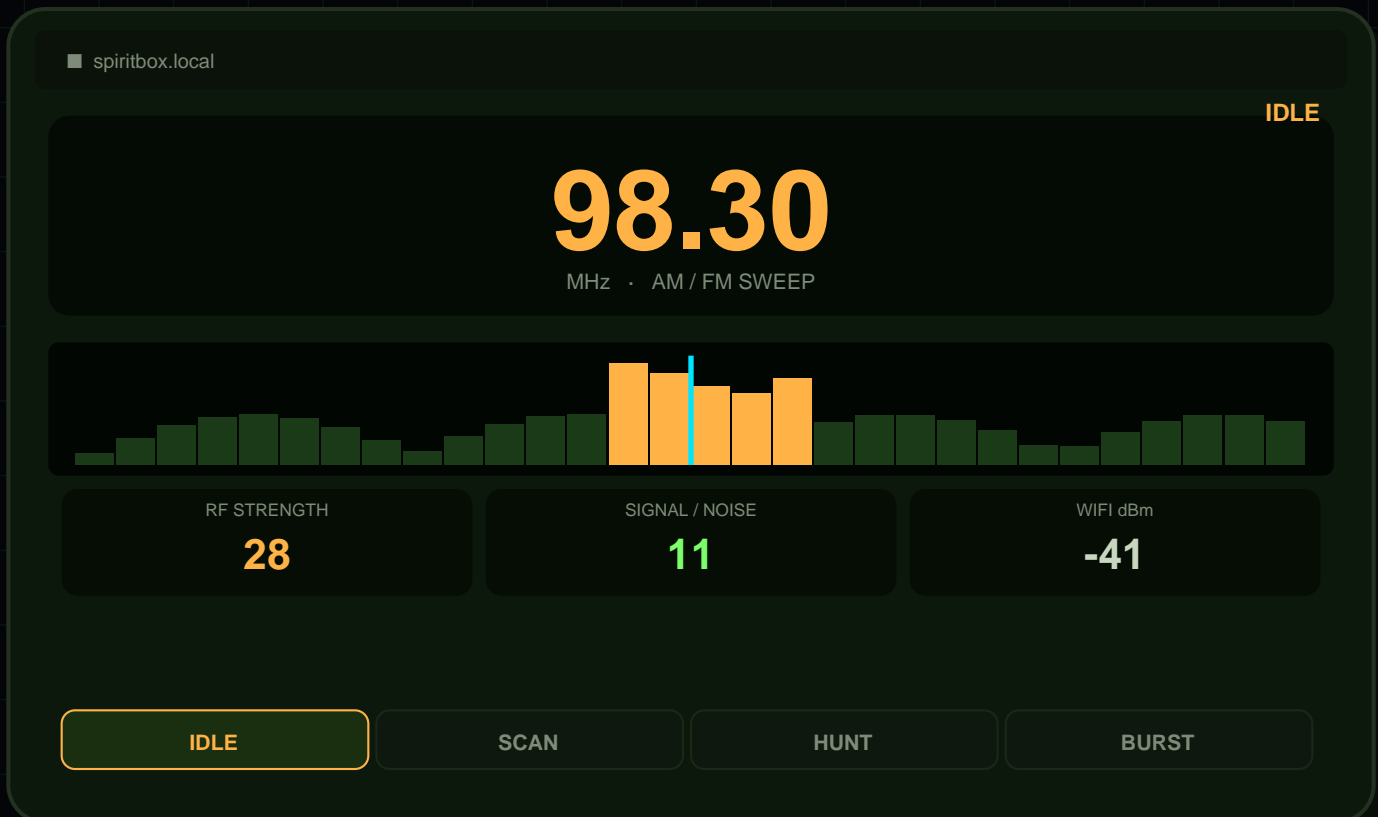 ■ spiritbox.local
IDLE
98.30
MHz · AM / FM SWEEP
RF STRENGTH
28
SIGNAL / NOISE
11
WIFI dBm
-41
IDLE SCAN HUNT BURST